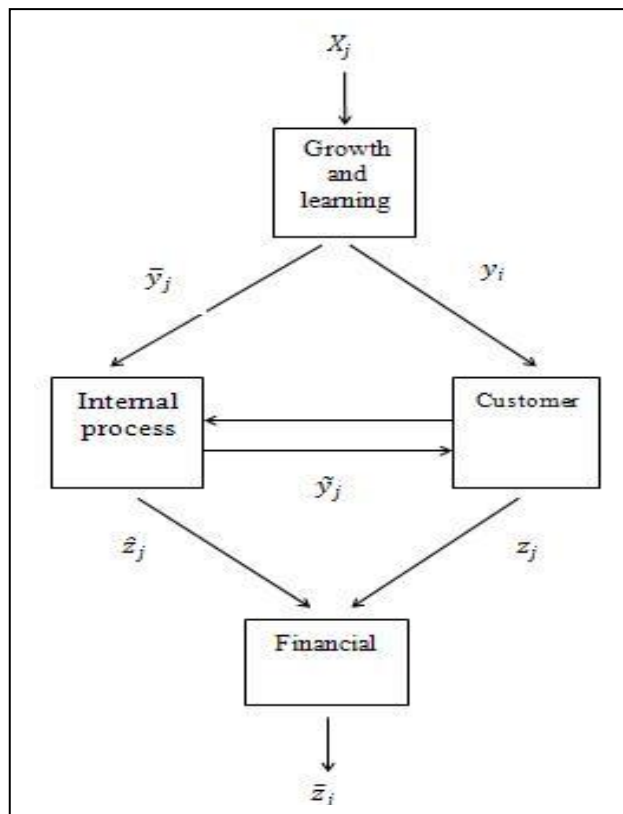 X_j
Growth
and
learning
ȳ_j
y_i
Internal
process
Customer
ỹ_j
ẑ_j
z_j
Financial
z̄_i